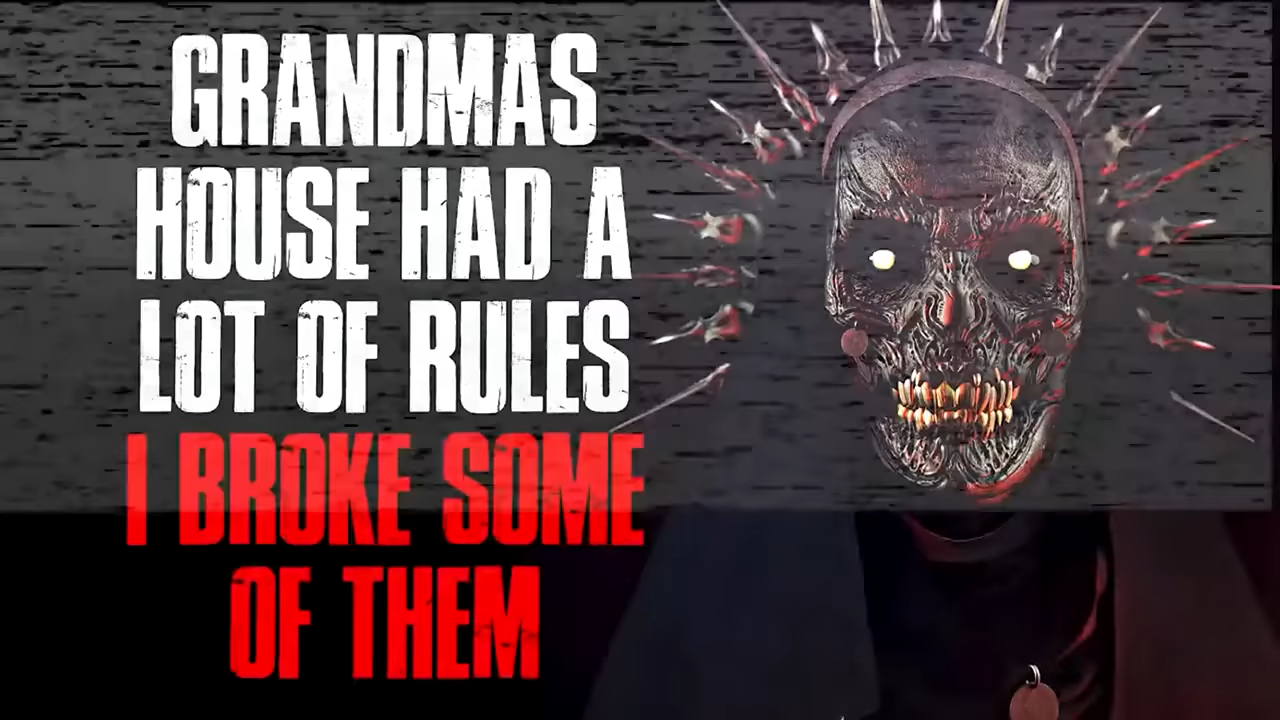 GRANDMAS
HOUSE HAD A
LOT OF RULES
I BROKE SOME
OF THEM